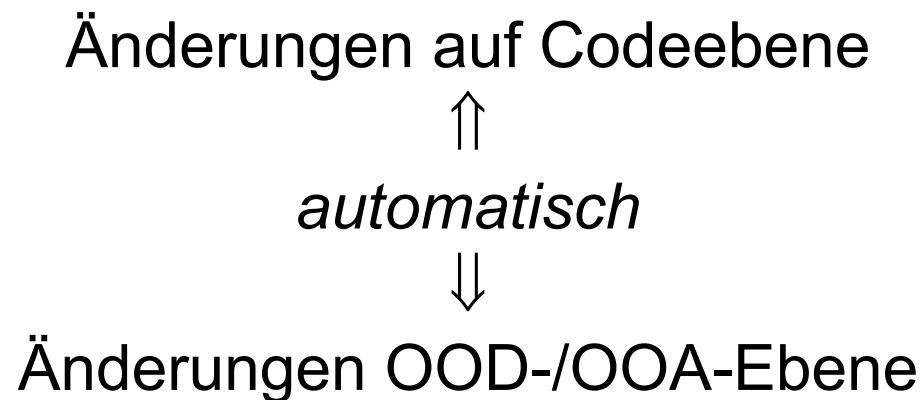 Änderungen auf Codeebene
⇑
automatisch
⇓
Änderungen OOD-/OOA-Ebene